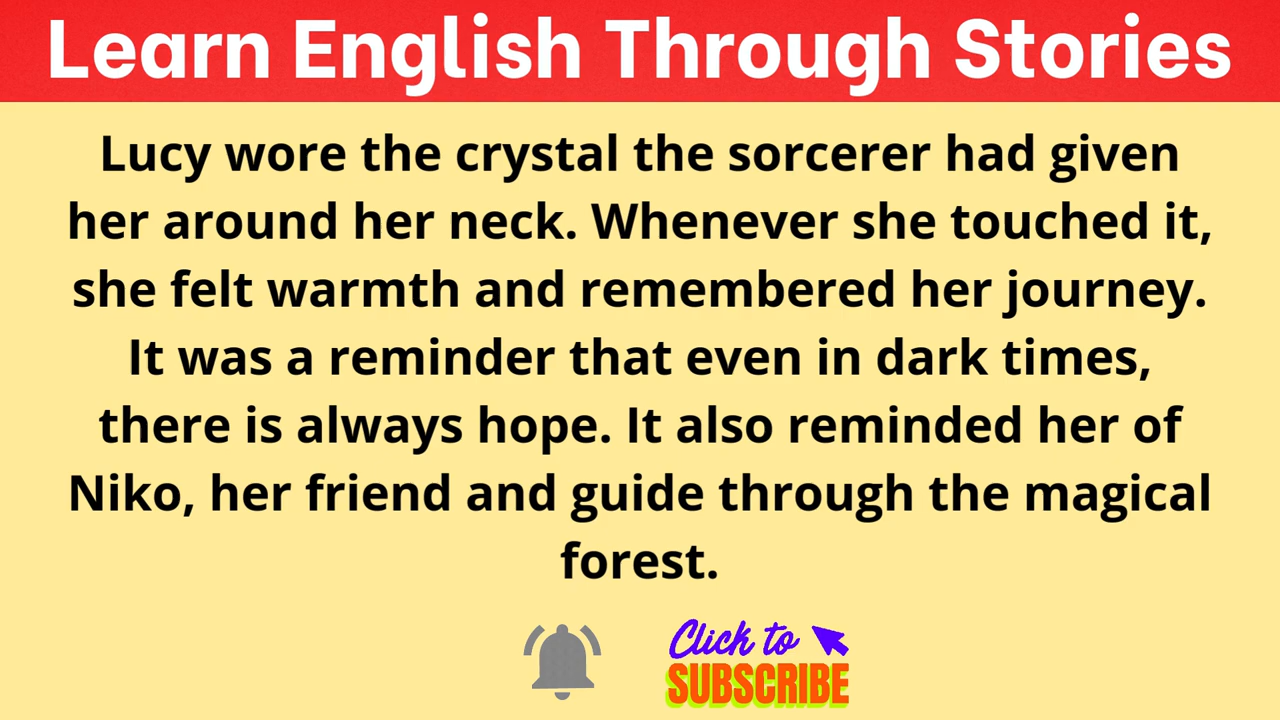 Learn English Through Stories
Lucy wore the crystal the sorcerer had given
her around her neck. Whenever she touched it,
she felt warmth and remembered her journey.
It was a reminder that even in dark times,
there is always hope. It also reminded her of
Niko, her friend and guide through the magical
forest.
Click to
SUBSCRIBE